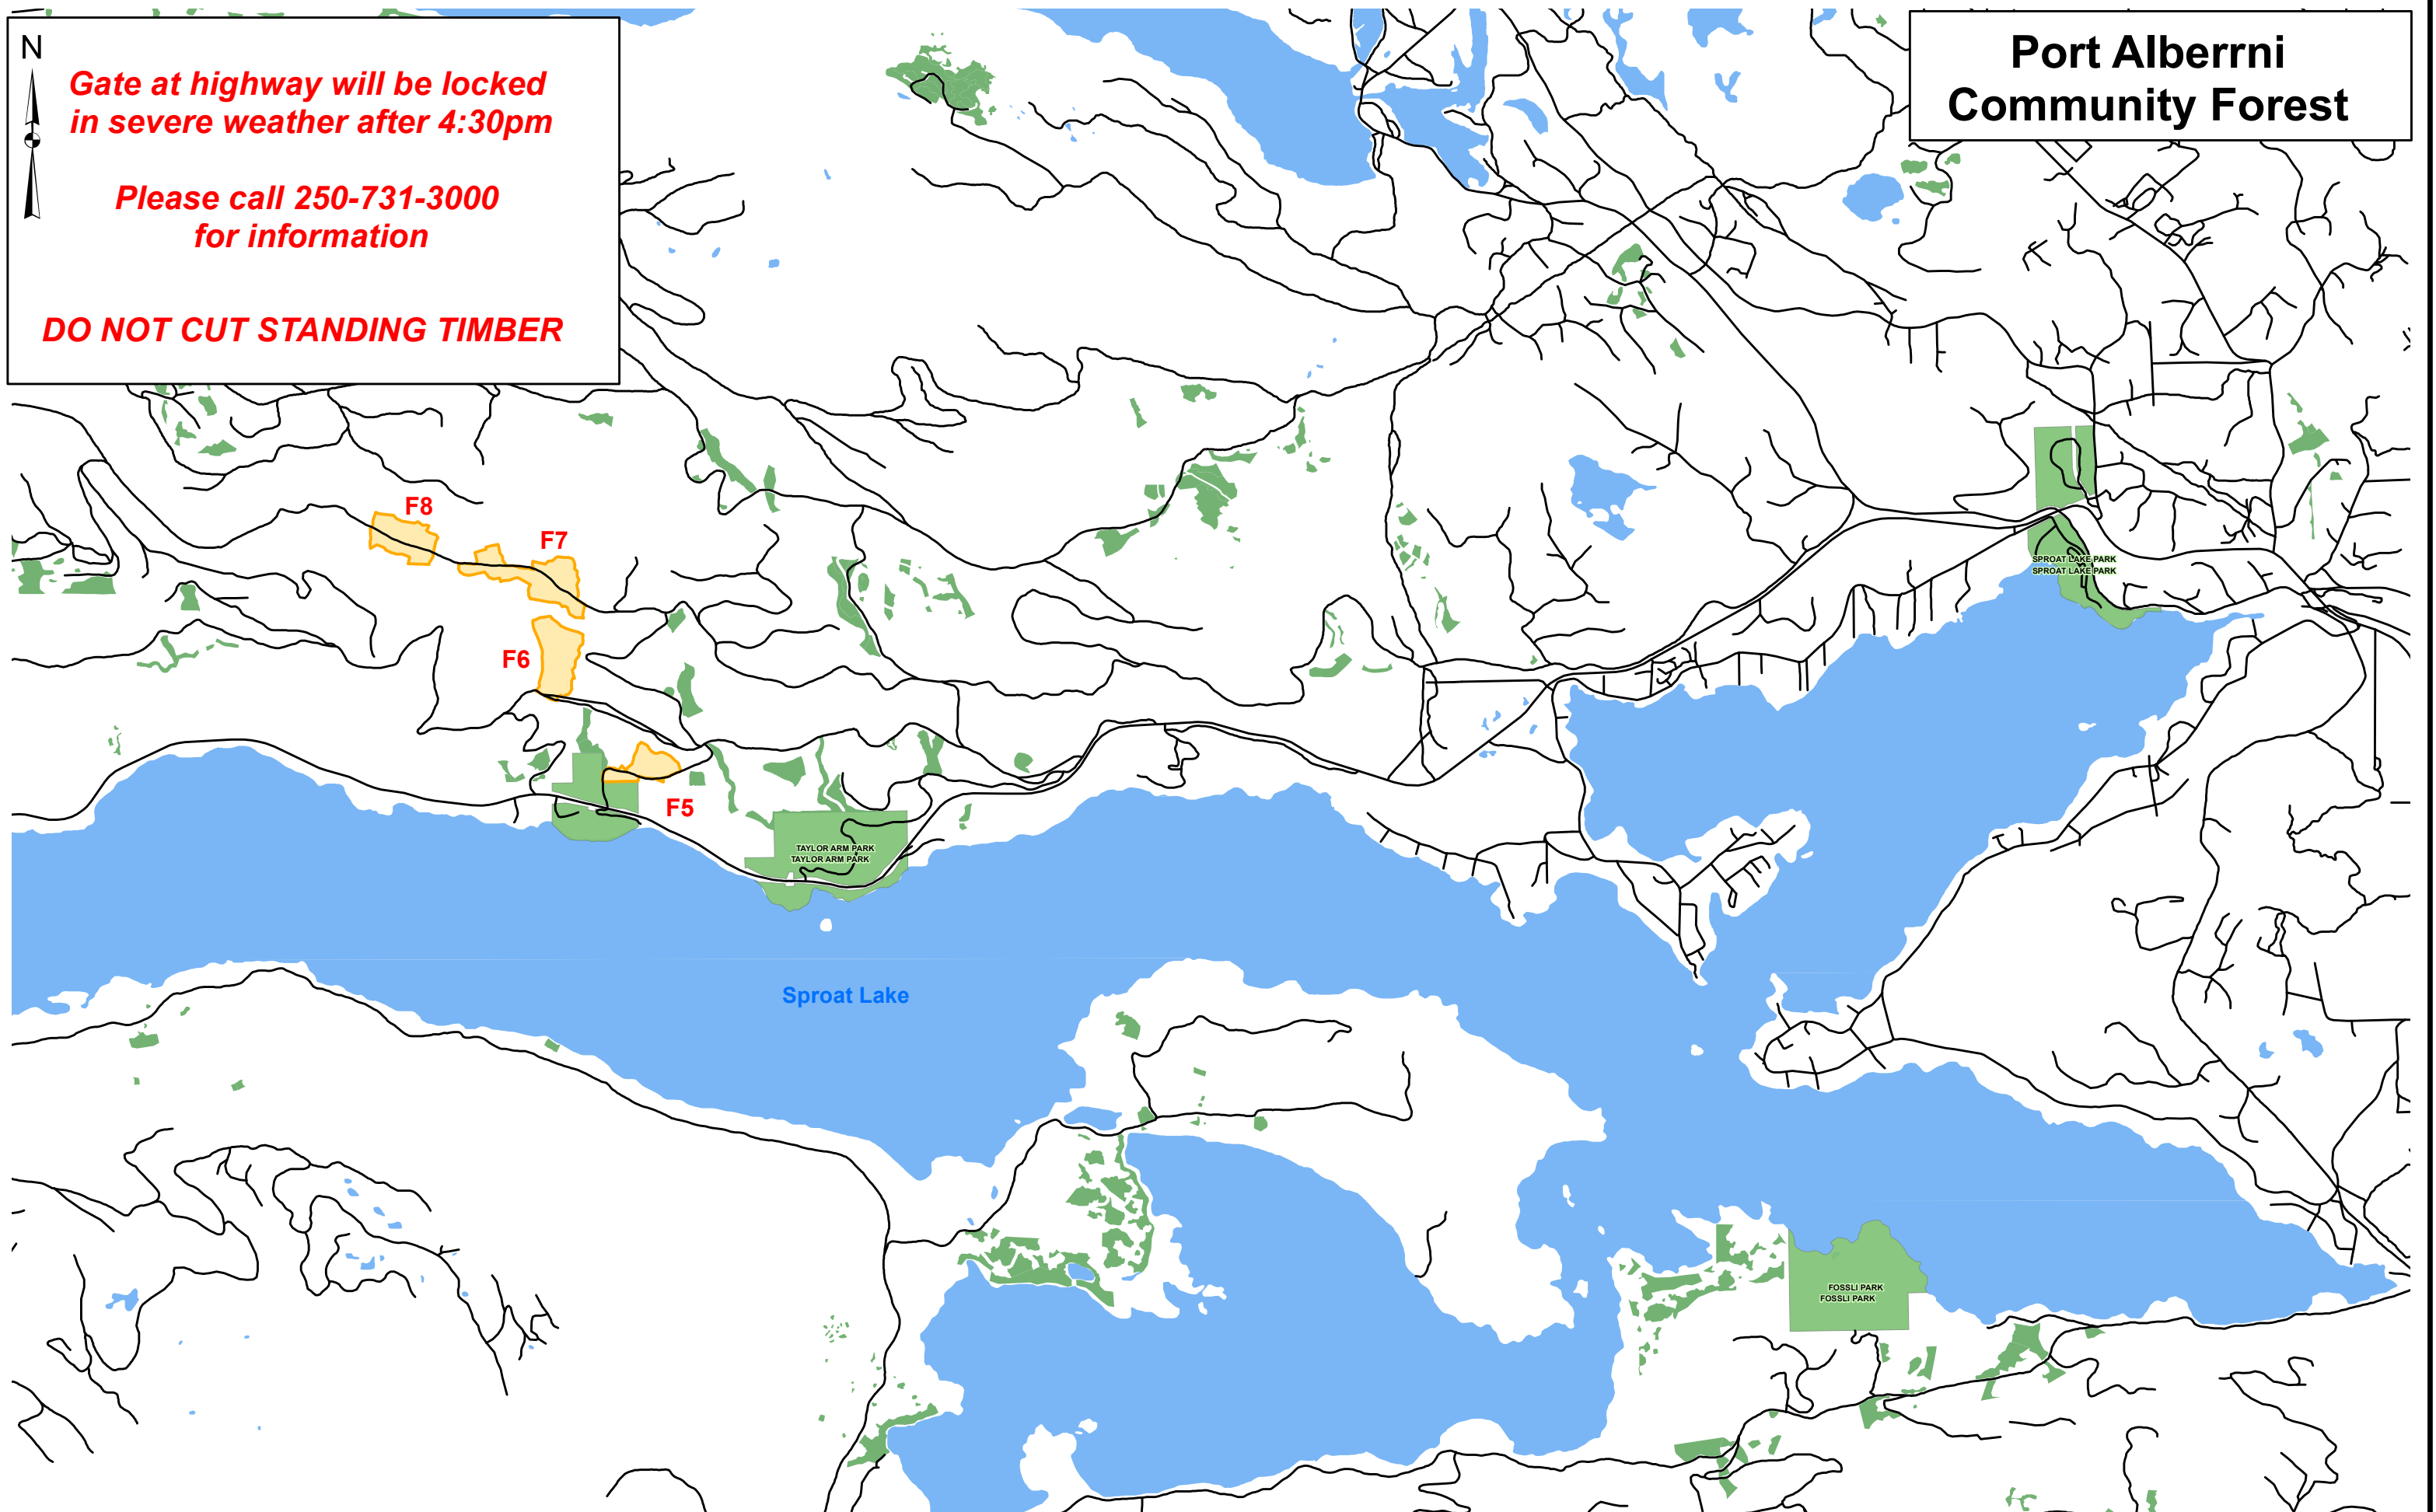 N
Gate at highway will be locked
in severe weather after 4:30pm
Please call 250-731-3000
for information
DO NOT CUT STANDING TIMBER
Port Alberrni
Community Forest
F8
F7
F6
F5
SPROAT LAKE PARK
SPROAT LAKE PARK
TAYLOR ARM PARK
TAYLOR ARM PARK
Sproat Lake
FOSSLI PARK
FOSSLI PARK